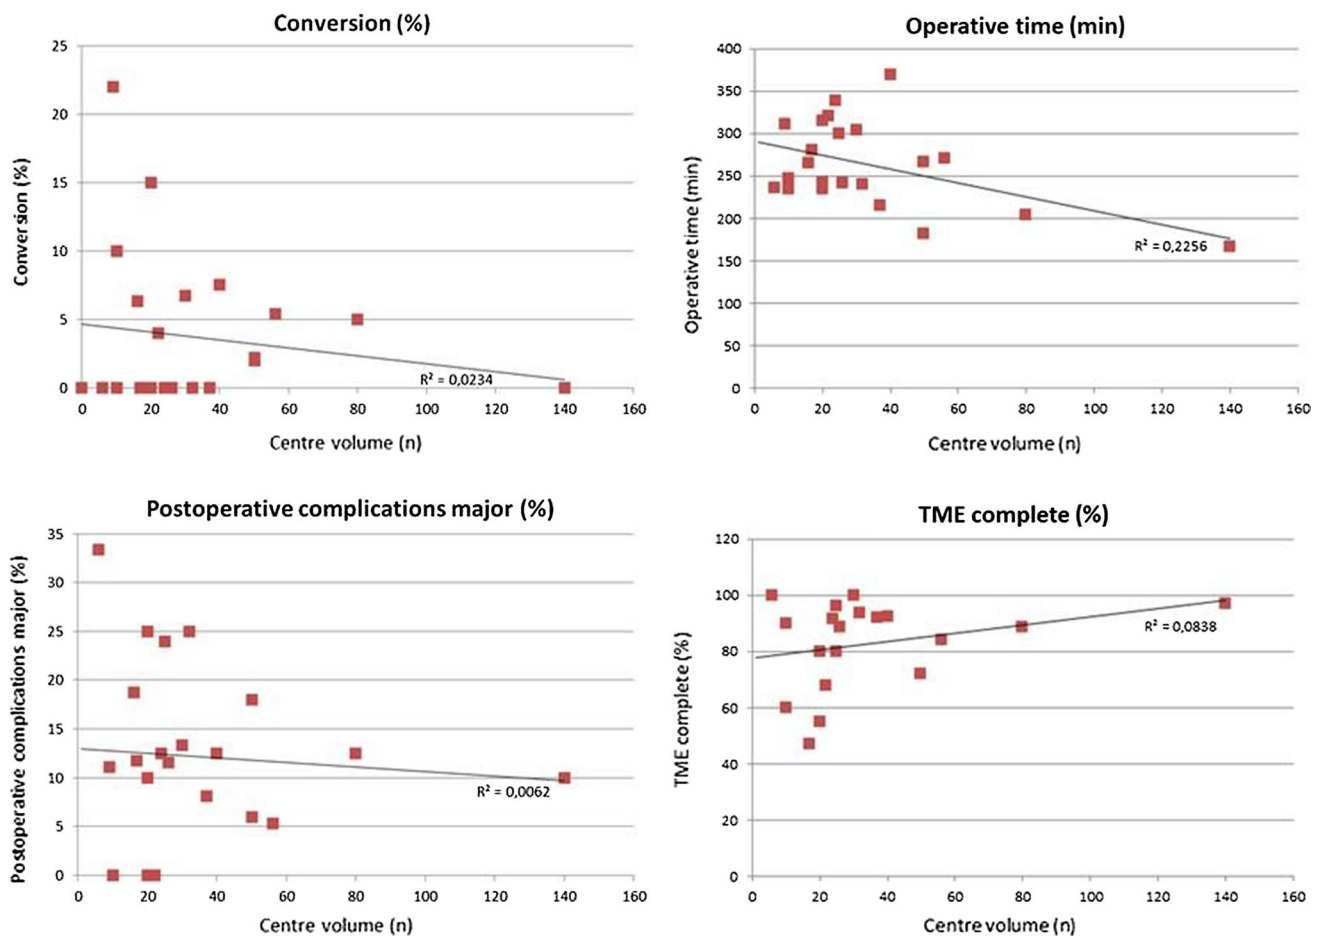 Conversion (%)
25
20
15
10
5
0
Conversion (%)
R² = 0,0234
0 20 40 60 80 100 120 140 160
Centre volume (n)
Operative time (min)
400
350
300
250
200
150
100
50
0
Operative time (min)
R² = 0,2256
0 20 40 60 80 100 120 140 160
Centre volume (n)
Postoperative complications major (%)
35
30
25
20
15
10
5
0
Postoperative complications major (%)
R² = 0,0062
0 20 40 60 80 100 120 140 160
Centre volume (n)
TME complete (%)
120
100
80
60
40
20
0
TME complete (%)
R² = 0,0838
0 20 40 60 80 100 120 140 160
Centre volume (n)